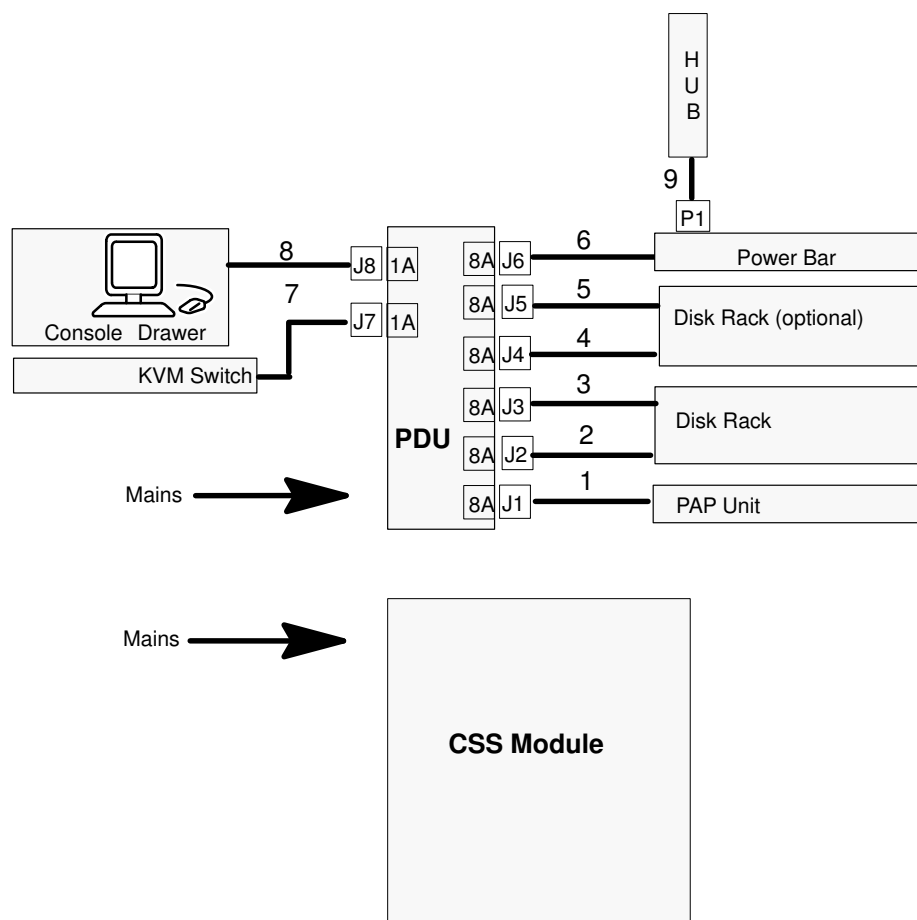 H
U
B
9
P1
8
J8 1A
8A J6
6
Power Bar
7
J7 1A
8A J5
5
Disk Rack (optional)
Console Drawer
8A J4
4
KVM Switch
8A J3
3
Disk Rack
PDU
8A J2
2
Mains
8A J1
1
PAP Unit
Mains
CSS Module